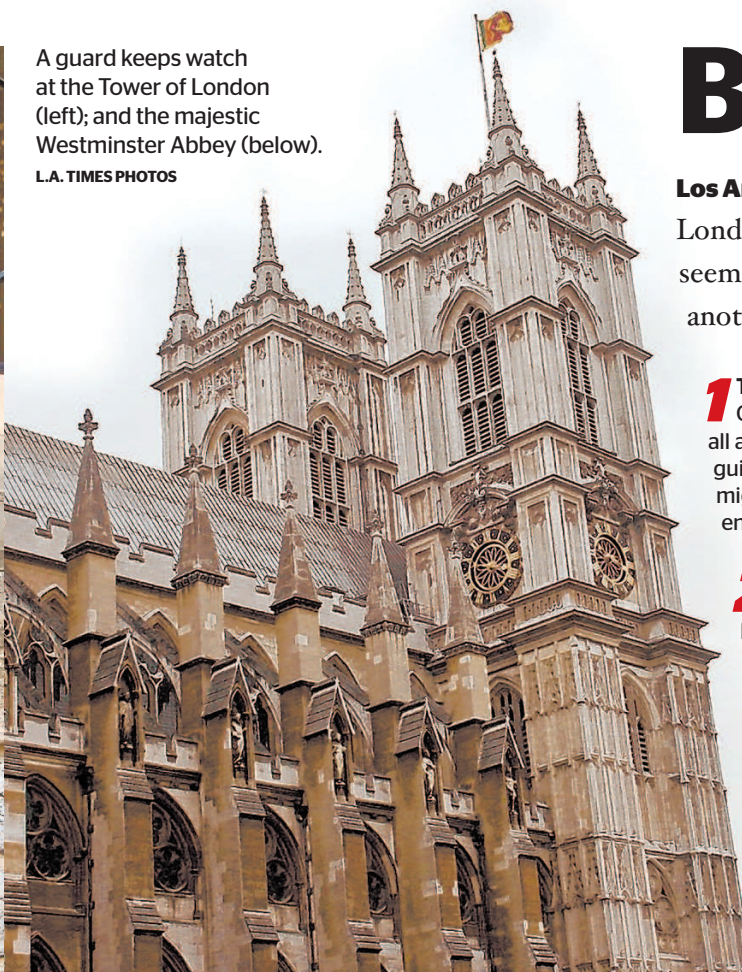 A guard keeps watch
at the Tower of London
(left); and the majestic
Westminster Abbey (below).
L.A. TIMES PHOTOS
B
Los A
Lond
seem
anot
1
all a
gui
mi
en
2